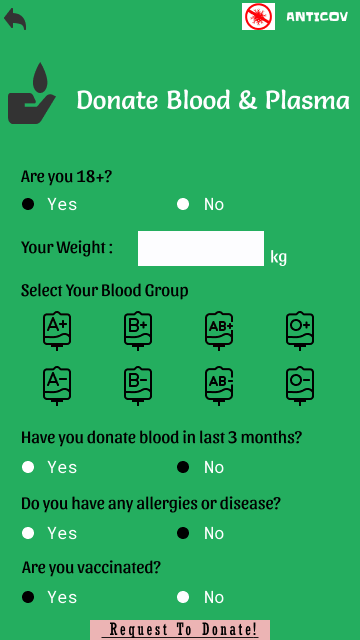 ANTICOV
Donate Blood & Plasma
Are you 18+?
Yes No
Your Weight : kg
Select Your Blood Group
A+ B+ AB+ O+
A- B- AB- O-
Have you donate blood in last 3 months?
Yes No
Do you have any allergies or disease?
Yes No
Are you vaccinated?
Yes No
Request To Donate!